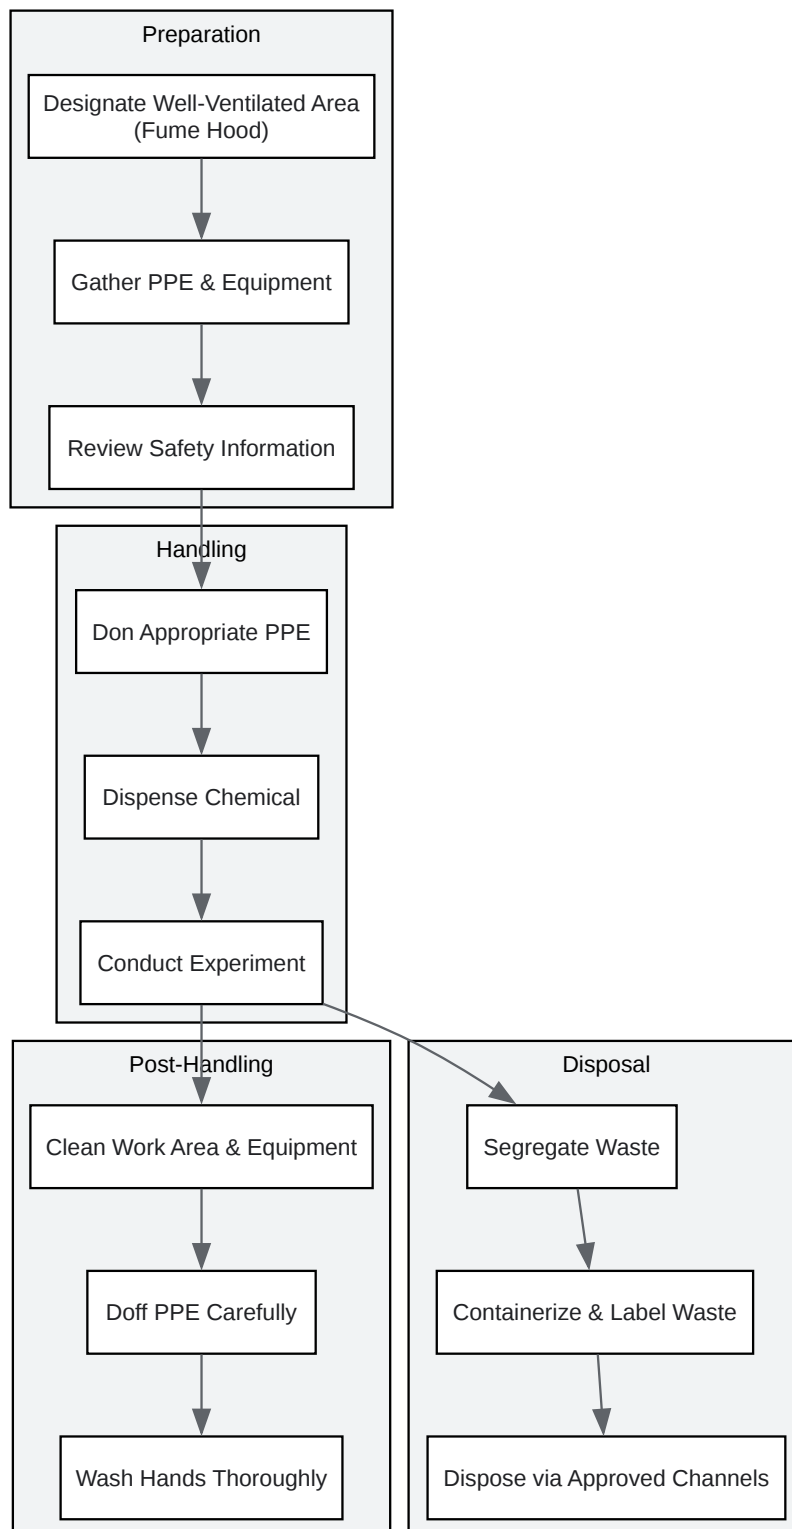 Preparation
Designate Well-Ventilated Area
(Fume Hood)
Gather PPE & Equipment
Review Safety Information
Handling
Don Appropriate PPE
Dispense Chemical
Conduct Experiment
Post-Handling
Clean Work Area & Equipment
Doff PPE Carefully
Wash Hands Thoroughly
Disposal
Segregate Waste
Containerize & Label Waste
Dispose via Approved Channels